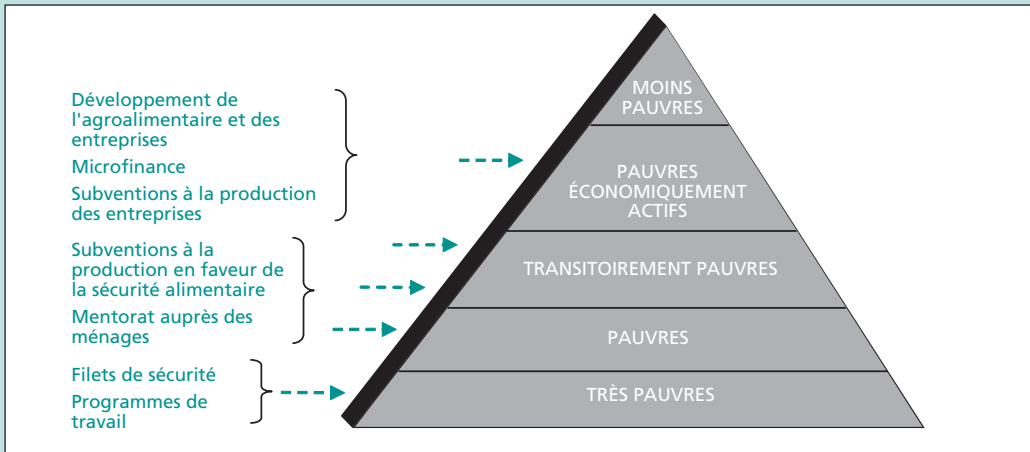 Développement de
l'agroalimentaire et des
entreprises
Microfinance
Subventions à la production
des entreprises
Subventions à la
production en faveur de
la sécurité alimentaire
Mentorat auprès des
ménages
Filets de sécurité
Programmes de
travail
MOINS
PAUVRES
PAUVRES
ÉCONOMIQUEMENT
ACTIFS
TRANSITOIREMENT PAUVRES
PAUVRES
TRÈS PAUVRES